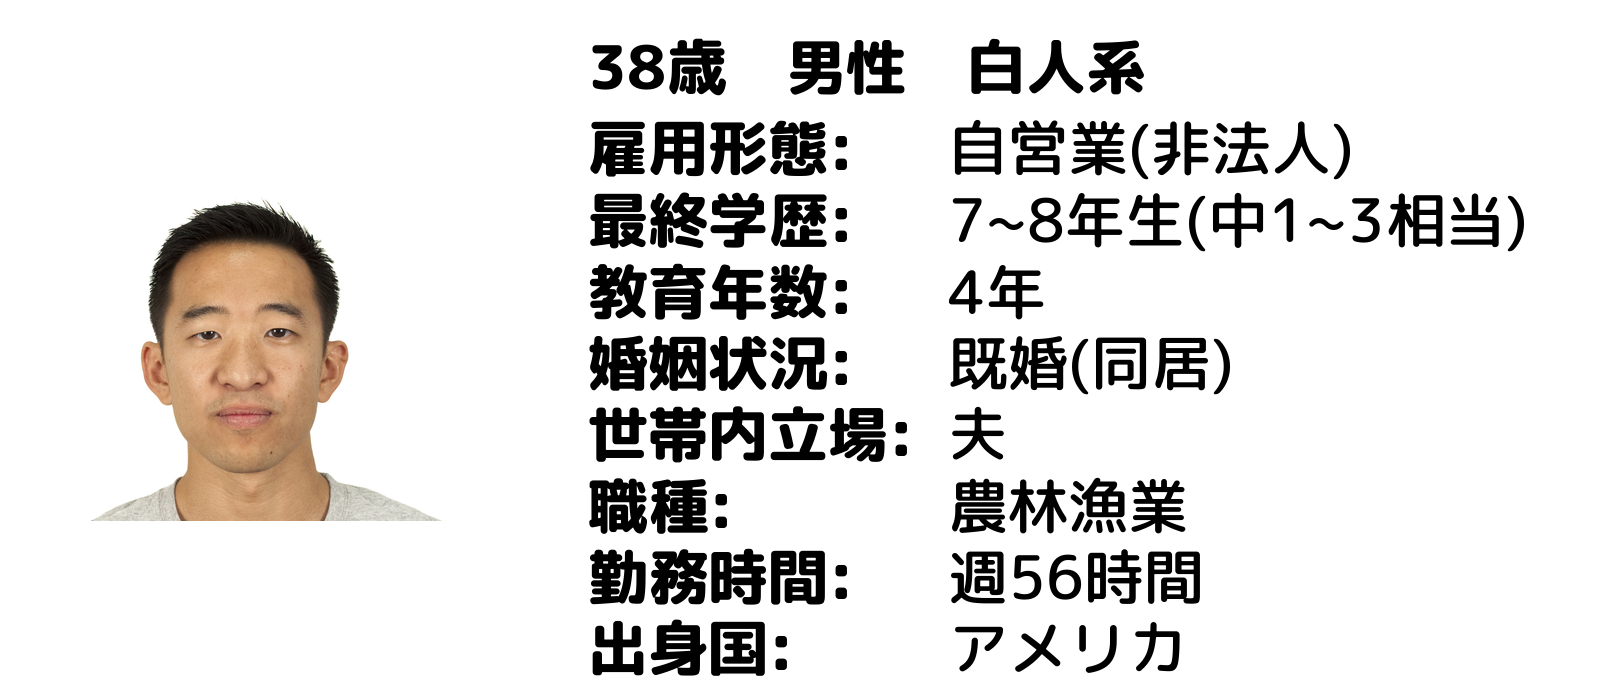 38歳　男性　白人系
雇用形態:　自営業(非法人)
最終学歴:　7~8年生(中1~3相当)
教育年数:　4年
婚姻状況:　既婚(同居)
世帯内立場:　夫
職種:　農林漁業
勤務時間:　週56時間
出身国:　アメリカ